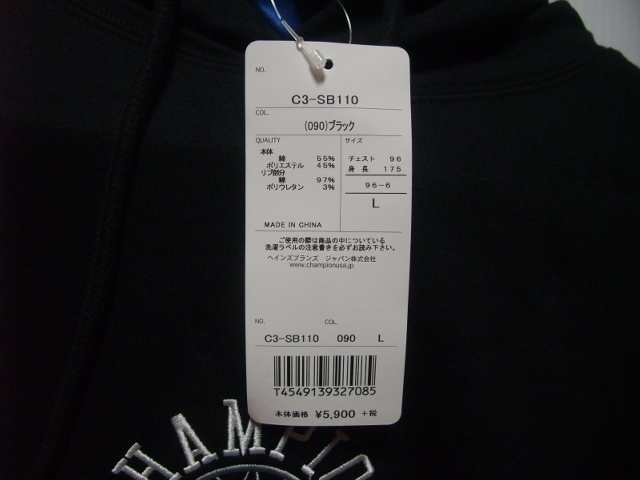 NO.
C3-SB110
COL.
(090)ブラック
QUALITY
サイズ
本体
綿 55%
ポリエステル 45%
リブ部分
綿 97%
ポリウレタン 3%
チェスト 96
身 長 175
96-6
L
MADE IN CHINA
ご使用の際は商品の中についている
洗濯ラベルの注意書きを必ずお読み下さい。
ヘインズブランズ ジャパン株式会社
www.championusa.com
NO. COL.
C3-SB110 090 L
T4549139327085
本体価格 ¥5,900 +税
CHAMPIO